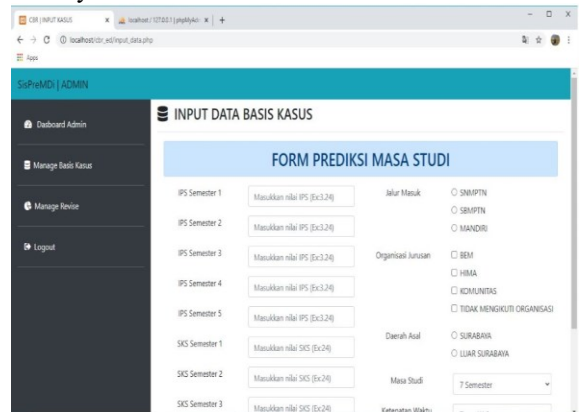 CBR | INPUT KASUS
localhost / 127.0.0.1 | phpMyAdm
localhost/cbr_ed/input_data.php
Apps
SisPreMDi | ADMIN
Dasboard Admin
Manage Basis Kasus
Manage Revise
Logout
INPUT DATA BASIS KASUS
FORM PREDIKSI MASA STUDI
IPS Semester 1
Masukkan nilai IPS (Ex:3.24)
IPS Semester 2
Masukkan nilai IPS (Ex:3.24)
IPS Semester 3
Masukkan nilai IPS (Ex:3.24)
IPS Semester 4
Masukkan nilai IPS (Ex:3.24)
IPS Semester 5
Masukkan nilai IPS (Ex:3.24)
SKS Semester 1
Masukkan nilai SKS (Ex:24)
SKS Semester 2
Masukkan nilai SKS (Ex:24)
SKS Semester 3
Masukkan nilai SKS (Ex:24)
Jalur Masuk
SNMPTN
SBMPTN
MANDIRI
Organisasi Jurusan
BEM
HIMA
KOMUNITAS
TIDAK MENGIKUTI ORGANISASI
Daerah Asal
SURABAYA
LUAR SURABAYA
Masa Studi
7 Semester
Ketepatan Waktu